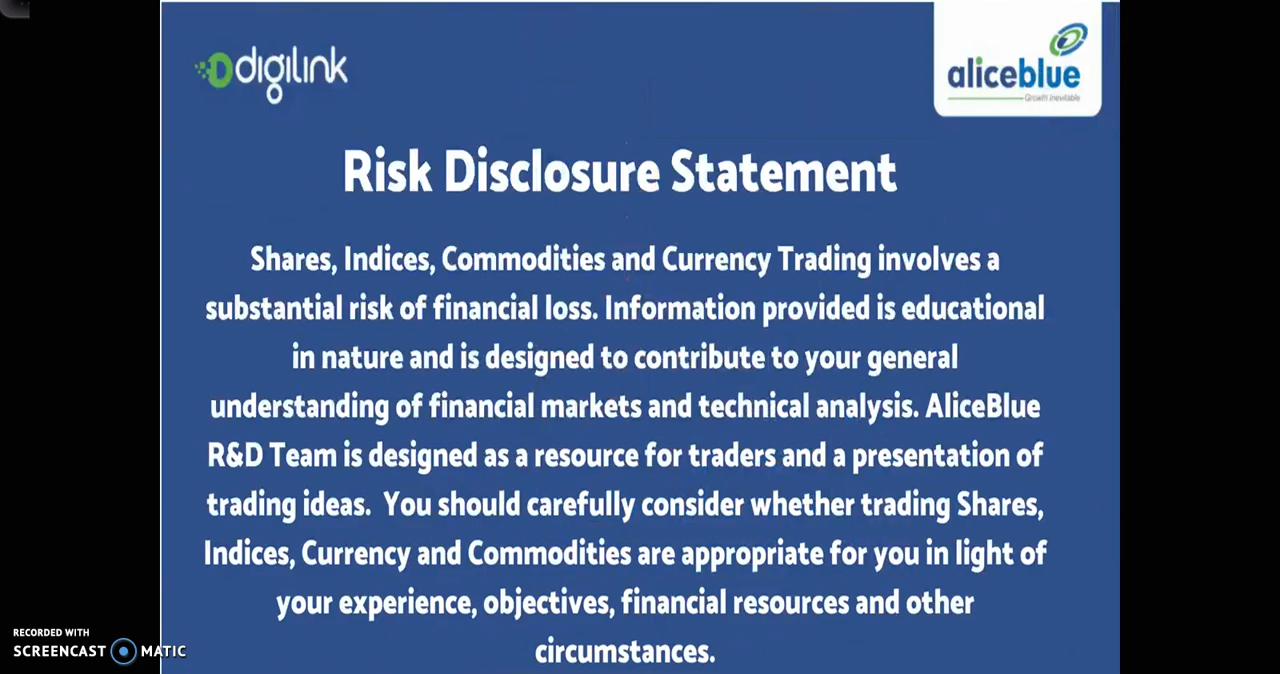 Ddigilink
aliceblue
Growth Inevitable
Risk Disclosure Statement
Shares, Indices, Commodities and Currency Trading involves a
substantial risk of financial loss. Information provided is educational
in nature and is designed to contribute to your general
understanding of financial markets and technical analysis. AliceBlue
R&D Team is designed as a resource for traders and a presentation of
trading ideas.  You should carefully consider whether trading Shares,
Indices, Currency and Commodities are appropriate for you in light of
your experience, objectives, financial resources and other
circumstances.
RECORDED WITH
SCREENCAST MATIC